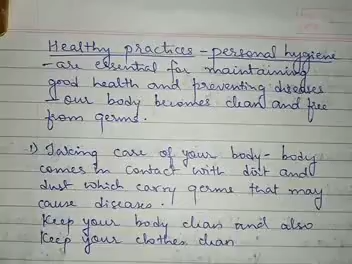 Healthy practices - personal hygiene
- are essential for maintaining
good health and preventing diseases
- our body becomes clean and free
from germs.
1) Taking care of your body - body
comes in contact with dirt and
dust which carry germs that may
cause diseases.
Keep your body clean and also
Keep your clothes clean